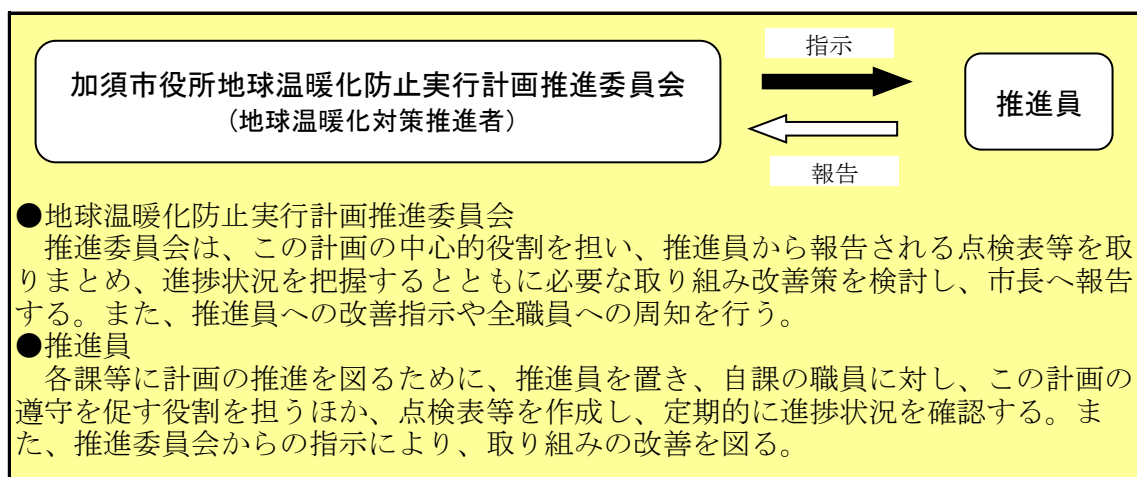 指示
加須市役所地球温暖化防止実行計画推進委員会
（地球温暖化対策推進者）
推進員
報告
●地球温暖化防止実行計画推進委員会
　推進委員会は、この計画の中心的役割を担い、推進員から報告される点検表等を取
りまとめ、進捗状況を把握するとともに必要な取り組み改善策を検討し、市長へ報告
する。また、推進員への改善指示や全職員への周知を行う。
●推進員
　各課等に計画の推進を図るために、推進員を置き、自課の職員に対し、この計画の
遵守を促す役割を担うほか、点検表等を作成し、定期的に進捗状況を確認する。ま
た、推進委員会からの指示により、取り組みの改善を図る。